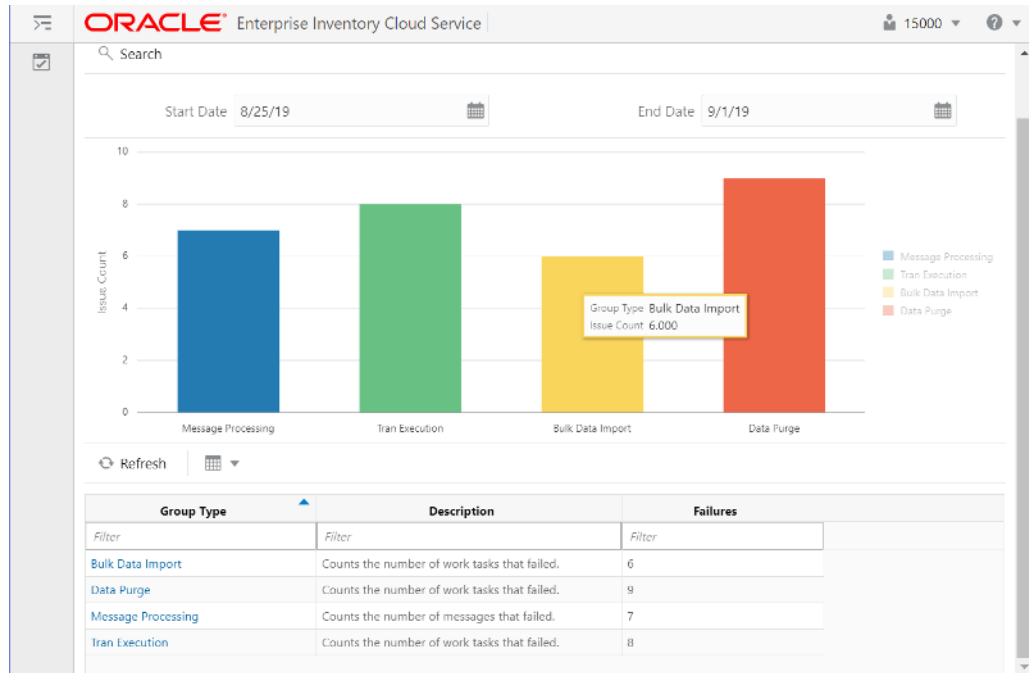 ORACLE® Enterprise Inventory Cloud Service 15000
Search
Start Date 8/25/19 End Date 9/1/19
10
8
6
4
2
0
Issue Count
Message Processing Tran Execution Bulk Data Import Data Purge
Group Type Bulk Data Import
Issue Count 6.000
Message Processing
Tran Execution
Bulk Data Import
Data Purge
Refresh
Group Type Description Failures
Filter Filter Filter
Bulk Data Import Counts the number of work tasks that failed. 6
Data Purge Counts the number of work tasks that failed. 9
Message Processing Counts the number of messages that failed. 7
Tran Execution Counts the number of work tasks that failed. 8